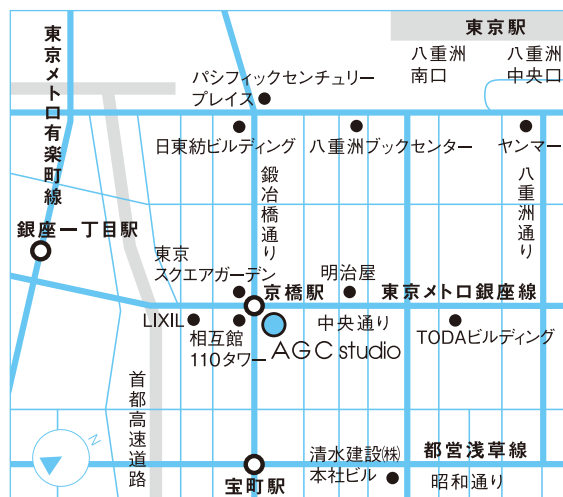 東京駅
八重洲
南口
八重洲
中央口
東京メトロ有楽町線
パシフィックセンチュリー
プレイス
日東紡ビルディング
八重洲ブックセンター
ヤンマー
鍛冶橋通り
八重洲通り
銀座一丁目駅
東京
スクエアガーデン
京橋駅
明治屋
東京メトロ銀座線
LIXIL
相互館
110タワー
中央通り
AGC studio
TODAビルディング
首都高速道路
N
清水建設㈱
本社ビル
都営浅草線
宝町駅
昭和通り